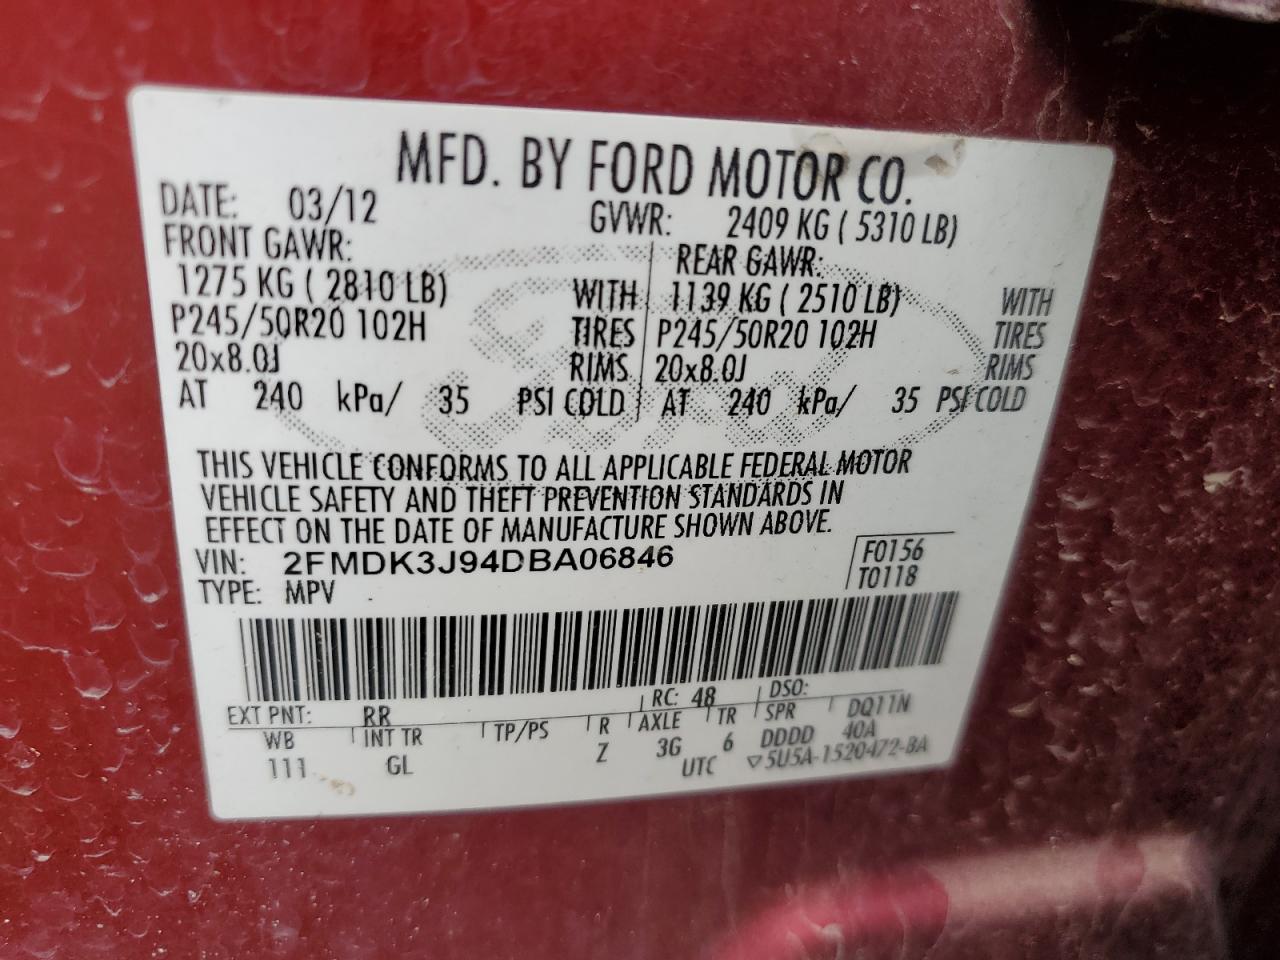 MFD. BY FORD MOTOR CO.
DATE: 03/12 GVWR: 2409 KG ( 5310 LB)
FRONT GAWR: REAR GAWR:
1275 KG ( 2810 LB) WITH 1139 KG ( 2510 LB) WITH
P245/50R20 102H TIRES P245/50R20 102H TIRES
20x8.0J RIMS 20x8.0J RIMS
AT 240 kPa/ 35 PSI COLD AT 240 kPa/ 35 PSI COLD
THIS VEHICLE CONFORMS TO ALL APPLICABLE FEDERAL MOTOR
VEHICLE SAFETY AND THEFT PREVENTION STANDARDS IN
EFFECT ON THE DATE OF MANUFACTURE SHOWN ABOVE.
VIN: 2FMDK3J94DBA06846 F0156
TYPE: MPV T0118
EXT PNT: RR RC: 48 DSO:
WB INT TR TP/PS R AXLE TR SPR DQ11N
111 GL Z 3G 6 DDDD 40A
UTC ▽5U5A-1520472-BA